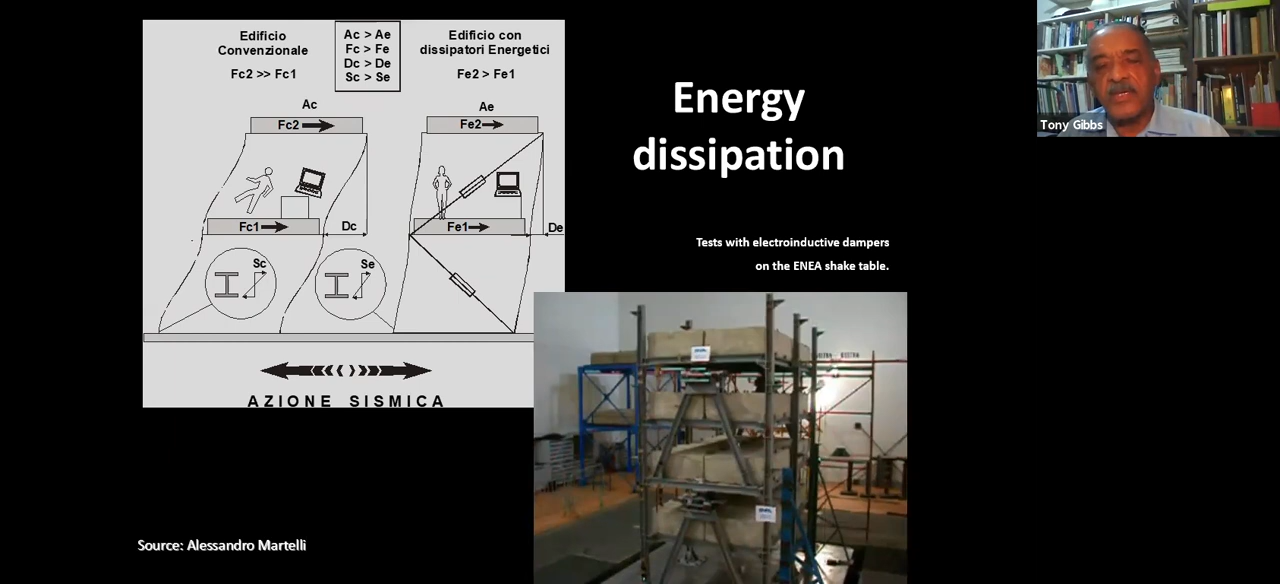 Edificio
Convenzionale
Fc2 >> Fc1
Ac > Ae
Fc > Fe
Dc > De
Sc > Se
Edificio con
dissipatori Energetici
Fe2 > Fe1
Ac
Fc2
Ae
Fe2
Fc1
Dc
Fe1
De
Sc
Se
AZIONE SISMICA
Energy
dissipation
Tests with electroinductive dampers
on the ENEA shake table.
Source: Alessandro Martelli
Tony Gibbs